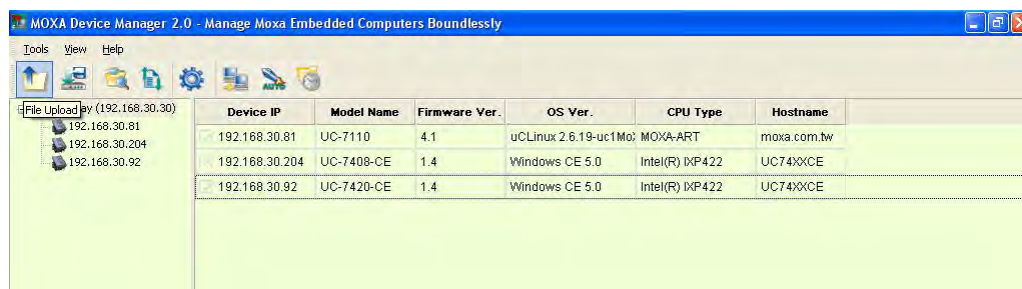 MOXA Device Manager 2.0 - Manage Moxa Embedded Computers Boundlessly
Tools View Help
AUTO
File Upload
ay (192.168.30.30)
192.168.30.81
192.168.30.204
192.168.30.92
Device IP Model Name Firmware Ver. OS Ver. CPU Type Hostname
192.168.30.81 UC-7110 4.1 uCLinux 2.6.19-uc1Mo MOXA-ART moxa.com.tw
192.168.30.204 UC-7408-CE 1.4 Windows CE 5.0 Intel(R) IXP422 UC74XXCE
192.168.30.92 UC-7420-CE 1.4 Windows CE 5.0 Intel(R) IXP422 UC74XXCE